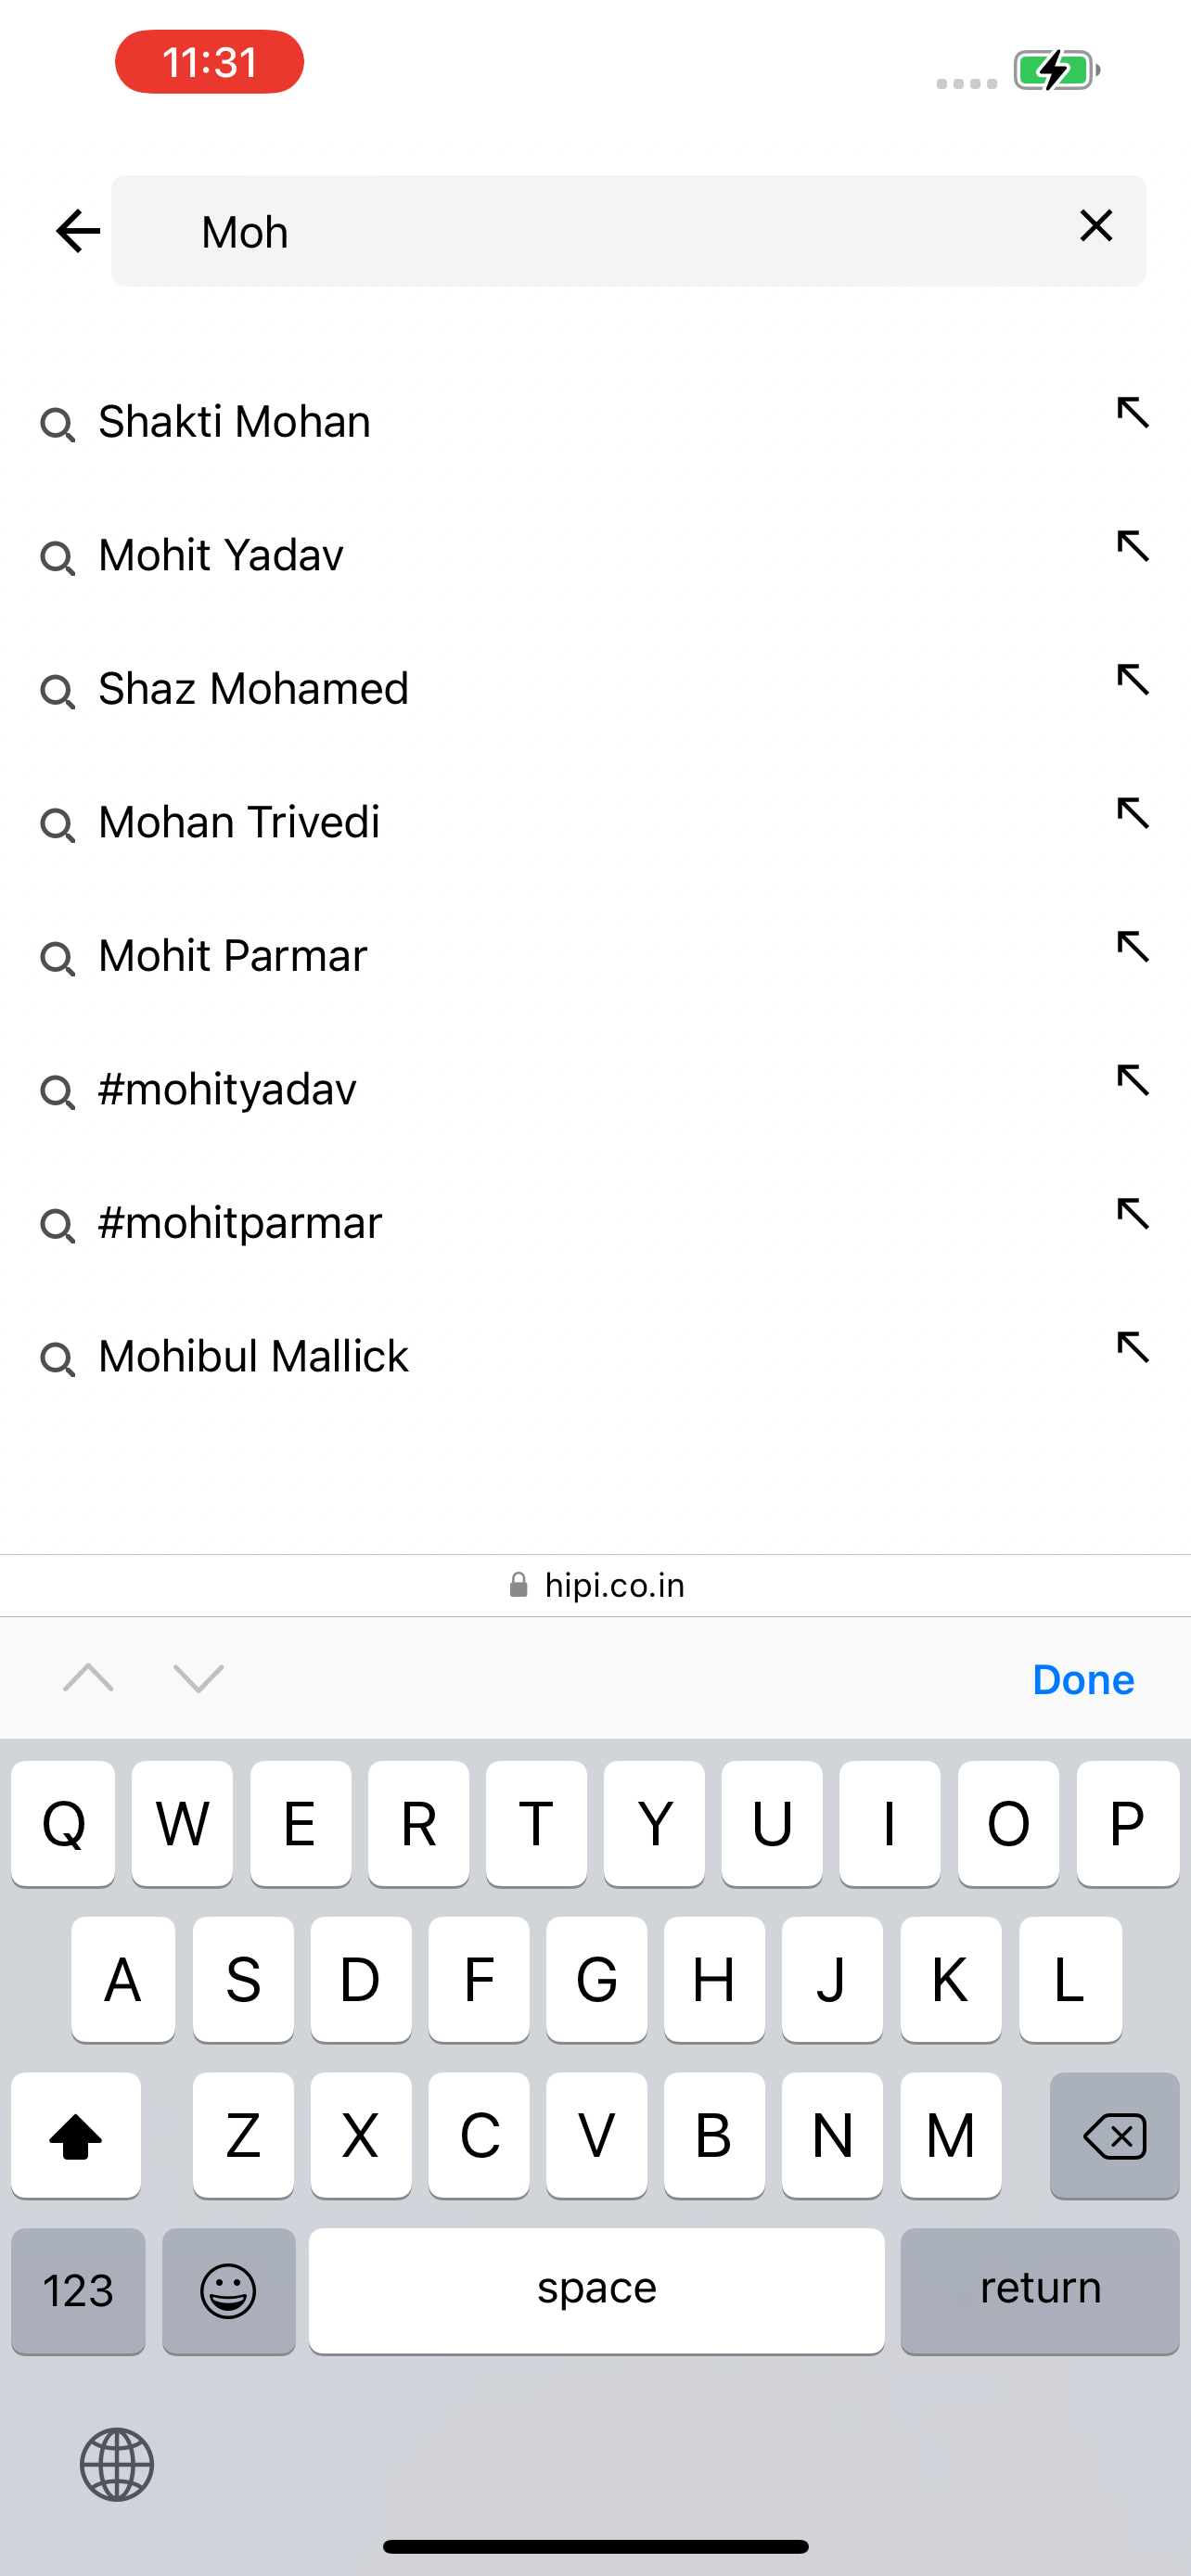 11:31
Moh
Shakti Mohan
Mohit Yadav
Shaz Mohamed
Mohan Trivedi
Mohit Parmar
#mohityadav
#mohitparmar
Mohibul Mallick
hipi.co.in
Done
Q W E R T Y U I O P
A S D F G H J K L
Z X C V B N M
123 space return